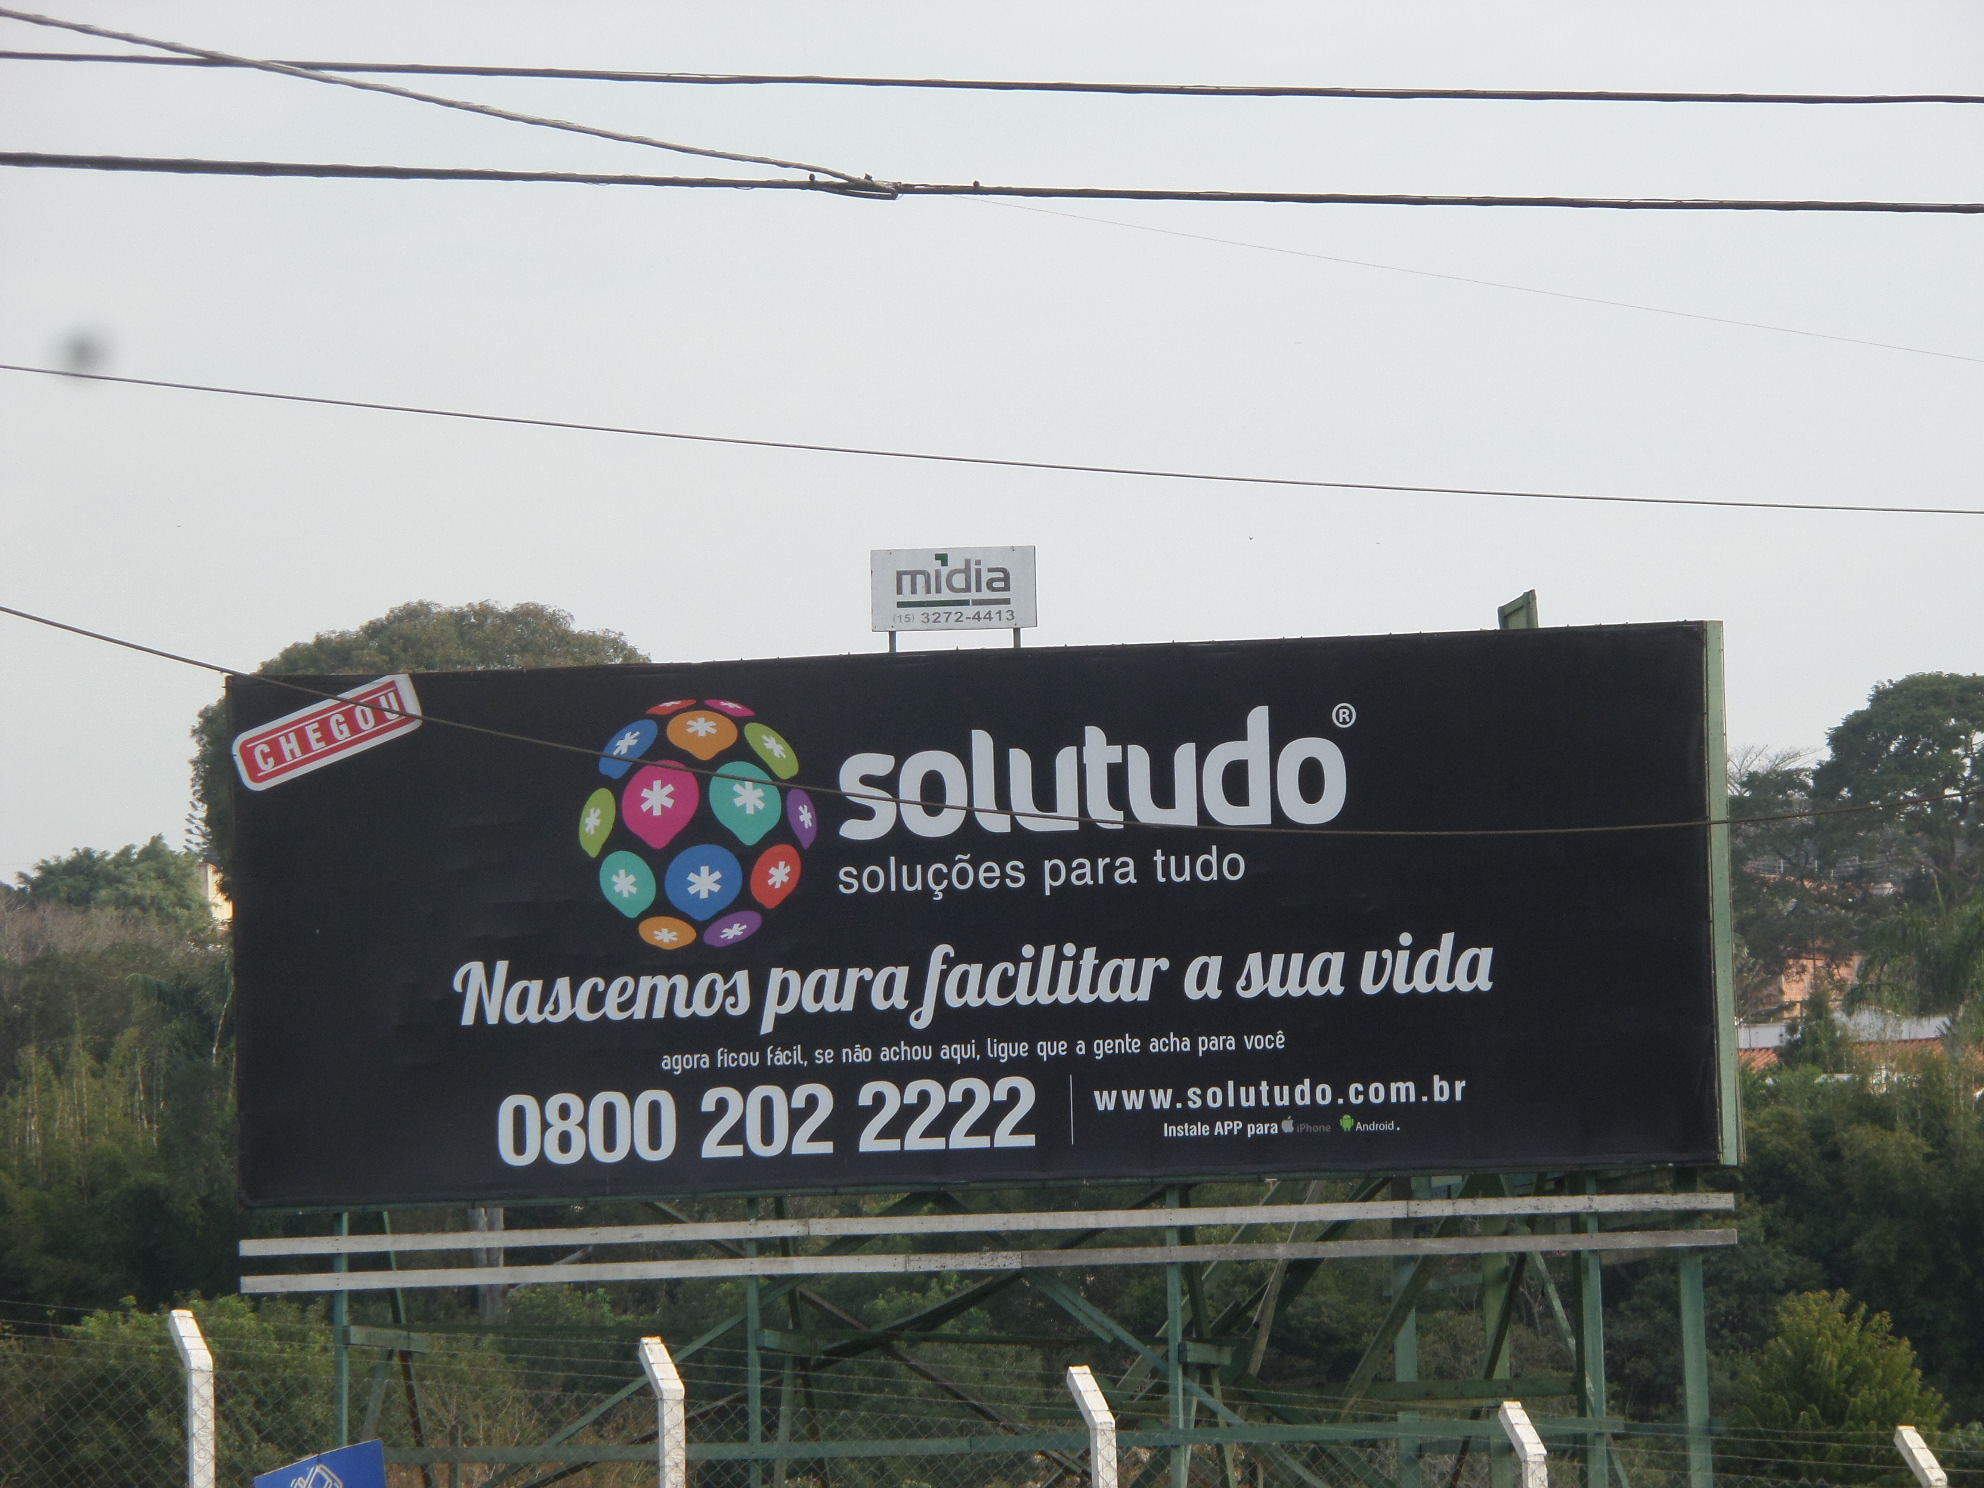 mídia
(15) 3272-4413
CHEGOU
solutudo®
soluções para tudo
Nascemos para facilitar a sua vida
agora ficou fácil, se não achou aqui, ligue que a gente acha para você
0800 202 2222
www.solutudo.com.br
Instale APP para iPhone Android.